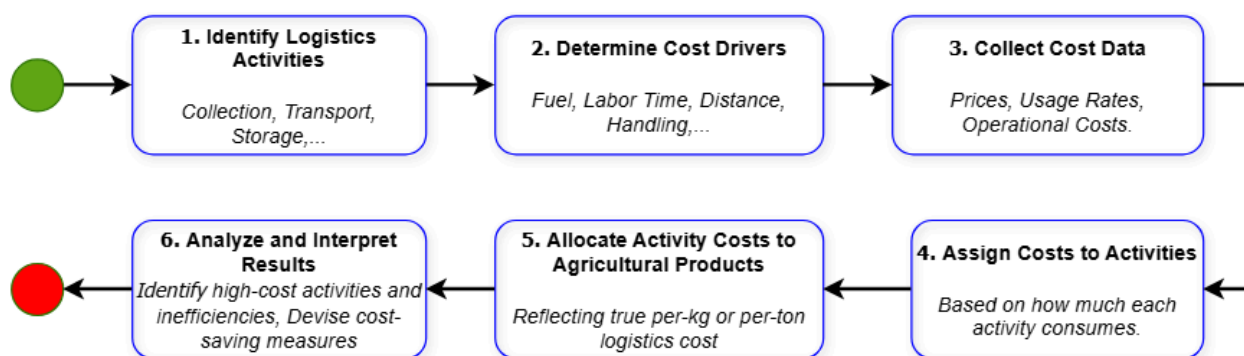 1. Identify Logistics
Activities
Collection, Transport,
Storage,...
2. Determine Cost Drivers
Fuel, Labor Time, Distance,
Handling,...
3. Collect Cost Data
Prices, Usage Rates,
Operational Costs.
4. Assign Costs to Activities
Based on how much each
activity consumes.
5. Allocate Activity Costs to
Agricultural Products
Reflecting true per-kg or per-ton
logistics cost
6. Analyze and Interpret
Results
Identify high-cost activities and
inefficiencies, Devise cost-
saving measures